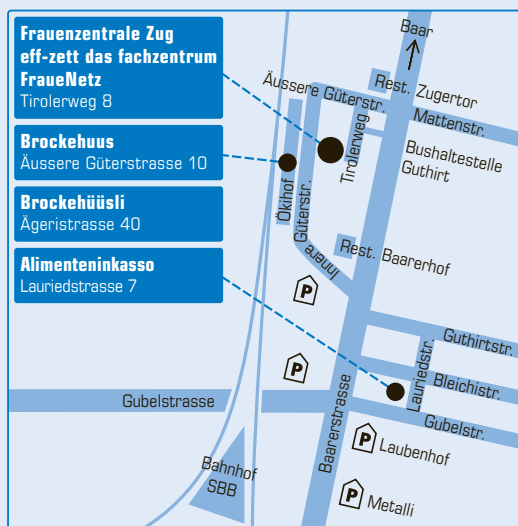 Frauenzentrale Zug
eff-zett das fachzentrum
FraueNetz
Tirolerweg 8
Brockehuus
Äussere Güterstrasse 10
Brockehüüsli
Ägeristrasse 40
Alimenteninkasso
Lauriedstrasse 7
Baar
Rest. Zugertor
Äussere Güterstr.
Mattenstr.
Tirolerweg
Bushaltestelle
Guthirt
Ökihof
Güterstr.
Innere
Rest. Baarerhof
P
Guthirtstr.
Lauriedstr.
Bleichistr.
P
Gubelstrasse
Baarerstrasse
Gubelstr.
P Laubenhof
Bahnhof
SBB
P Metalli